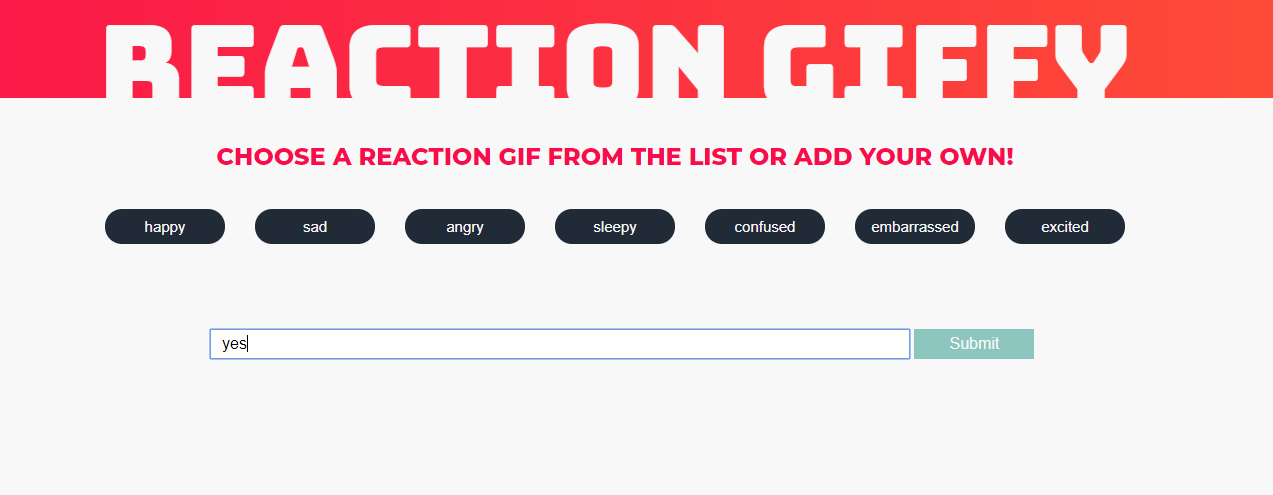 REACTION GIFFY
CHOOSE A REACTION GIF FROM THE LIST OR ADD YOUR OWN!
happy sad angry sleepy confused embarrassed excited
yes Submit